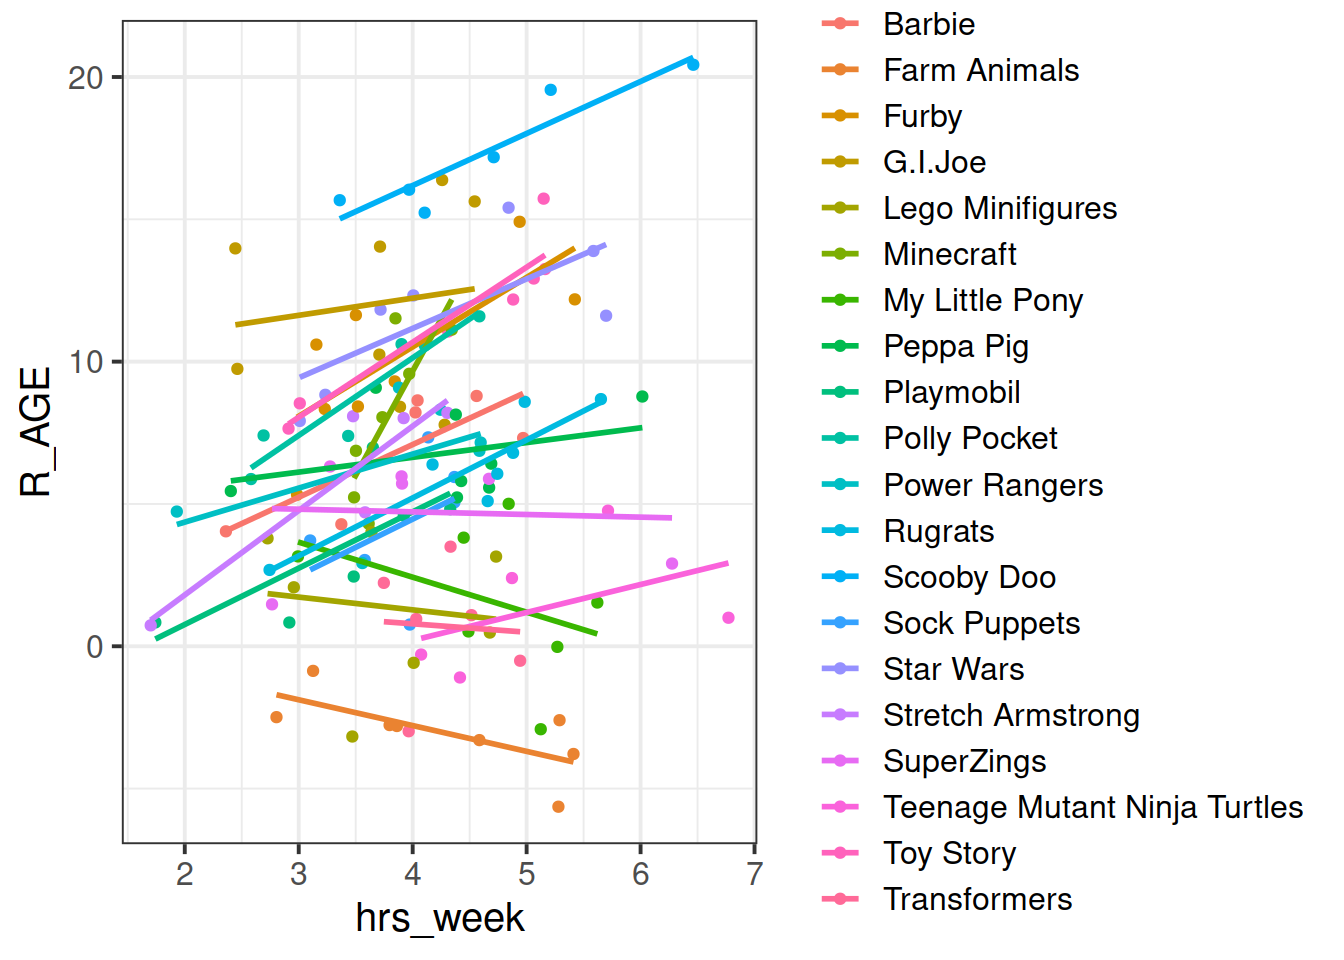 R_AGE
20
10
0
2 3 4 5 6 7
hrs_week
Barbie
Farm Animals
Furby
G.I.Joe
Lego Minifigures
Minecraft
My Little Pony
Peppa Pig
Playmobil
Polly Pocket
Power Rangers
Rugrats
Scooby Doo
Sock Puppets
Star Wars
Stretch Armstrong
SuperZings
Teenage Mutant Ninja Turtles
Toy Story
Transformers